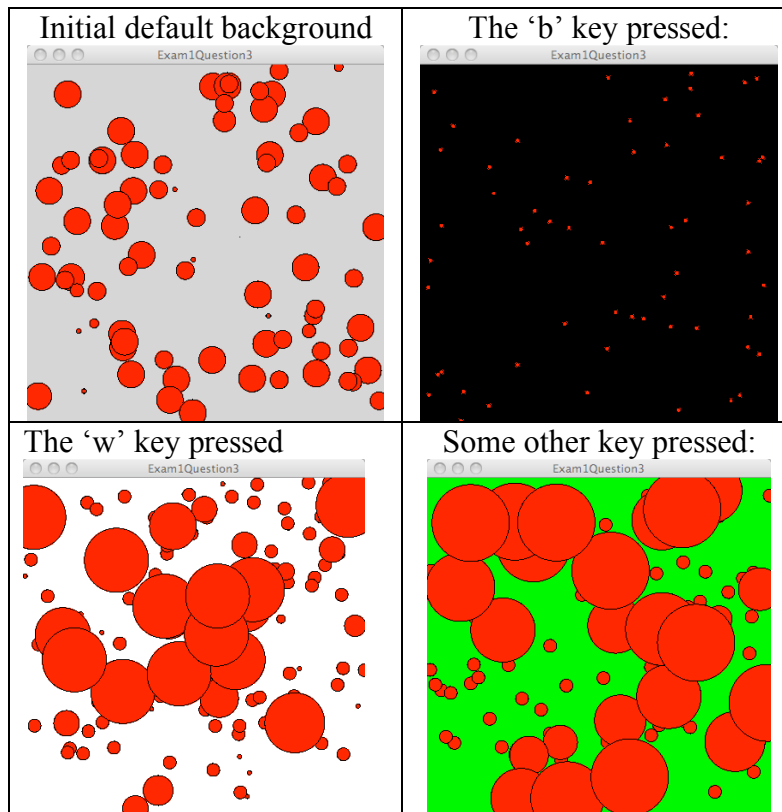 Initial default background
Exam1Question3
The ‘b’ key pressed:
Exam1Question3
The ‘w’ key pressed
Exam1Question3
Some other key pressed:
Exam1Question3